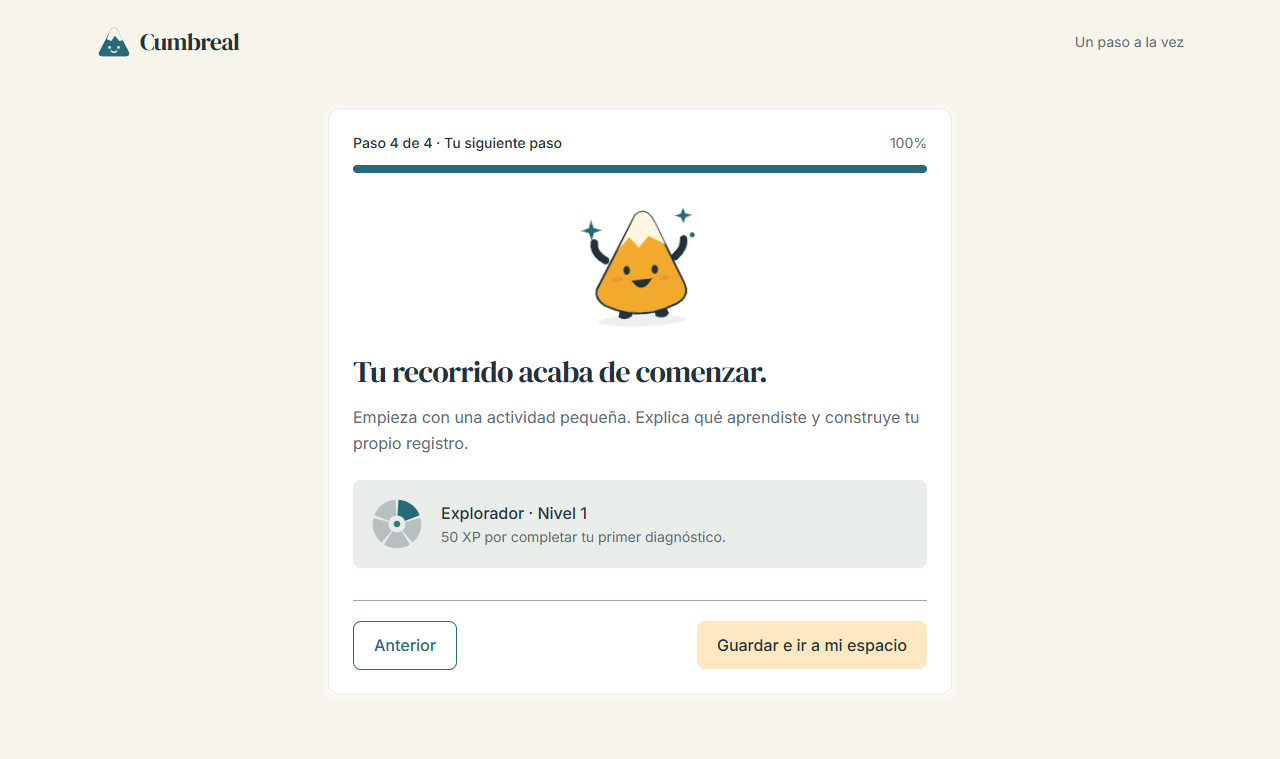 Cumbreal
Un paso a la vez
Paso 4 de 4 · Tu siguiente paso
100%
Tu recorrido acaba de comenzar.
Empieza con una actividad pequeña. Explica qué aprendiste y construye tu
propio registro.
Explorador · Nivel 1
50 XP por completar tu primer diagnóstico.
Anterior
Guardar e ir a mi espacio